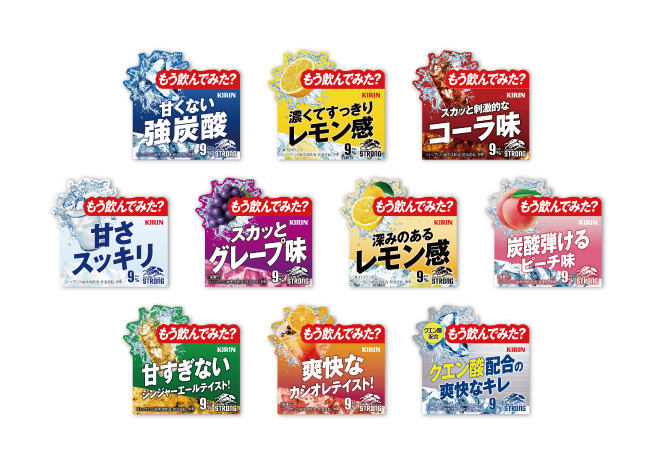 もう飲んでみた?
甘くない
強炭酸
9%
STRONG
もう飲んでみた?
KIRIN
濃くてすっきり
レモン感
9%
STRONG
もう飲んでみた?
KIRIN
スカッと刺激的な
コーラ味
9%
STRONG
もう飲んでみた?
KIRIN
甘さ
スッキリ
9%
STRONG
もう飲んでみた?
KIRIN
スカッと
グレープ味
9%
STRONG
もう飲んでみた?
KIRIN
深みのある
レモン感
9%
STRONG
もう飲んでみた?
KIRIN
炭酸弾ける
ピーチ味
9%
STRONG
もう飲んでみた?
KIRIN
甘すぎない
ジンジャーエールテイスト!
9%
STRONG
もう飲んでみた?
KIRIN
爽快な
カシオレテイスト!
9%
STRONG
クエン酸
配合
もう飲んでみた?
KIRIN
クエン酸配合の
爽快なキレ
9%
STRONG